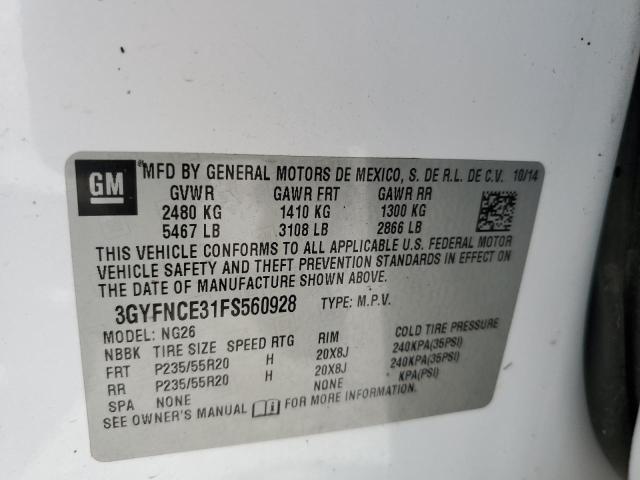 GM
®MFD BY GENERAL MOTORS DE MEXICO, S. DE R.L. DE C.V. 10/14
GVWR GAWR FRT GAWR RR
2480 KG 1410 KG 1300 KG
5467 LB 3108 LB 2866 LB
THIS VEHICLE CONFORMS TO ALL APPLICABLE U.S. FEDERAL MOTOR
VEHICLE SAFETY AND THEFT PREVENTION STANDARDS IN EFFECT ON
THE DATE OF MANUFACTURE SHOWN ABOVE.
3GYFNCE31FS560928 TYPE: M.P.V.
MODEL: NG26
NBBK TIRE SIZE SPEED RTG RIM COLD TIRE PRESSURE
FRT P235/55R20 H 20X8J 240KPA(35PSI)
RR P235/55R20 H 20X8J 240KPA(35PSI)
SPA NONE NONE KPA(PSI)
SEE OWNER'S MANUAL FOR MORE INFORMATION.